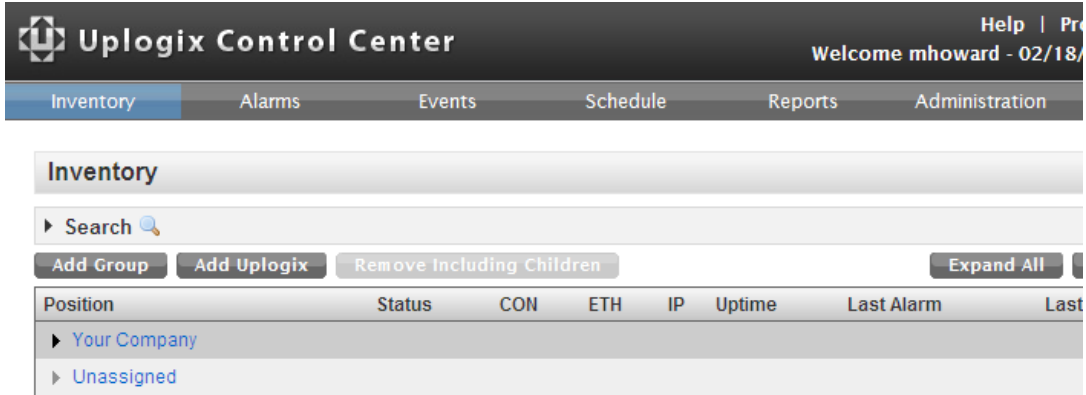 Help | Pr
Uplogix Control Center
Welcome mhoward - 02/18/
Inventory Alarms Events Schedule Reports Administration
Inventory
Search
Add Group Add Uplogix Remove Including Children Expand All
Position Status CON ETH IP Uptime Last Alarm Last
Your Company
Unassigned